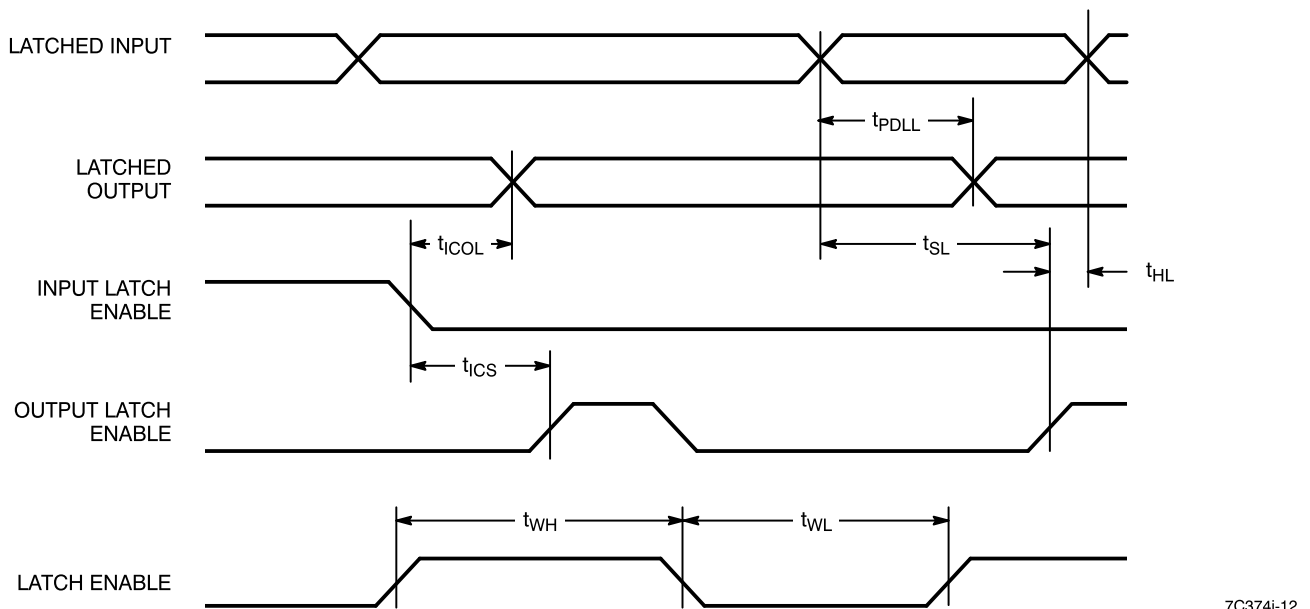 LATCHED INPUT
tPDLL
LATCHED
OUTPUT
tICOL
tSL
tHL
INPUT LATCH
ENABLE
tICS
OUTPUT LATCH
ENABLE
tWH
tWL
LATCH ENABLE
7C374i-12